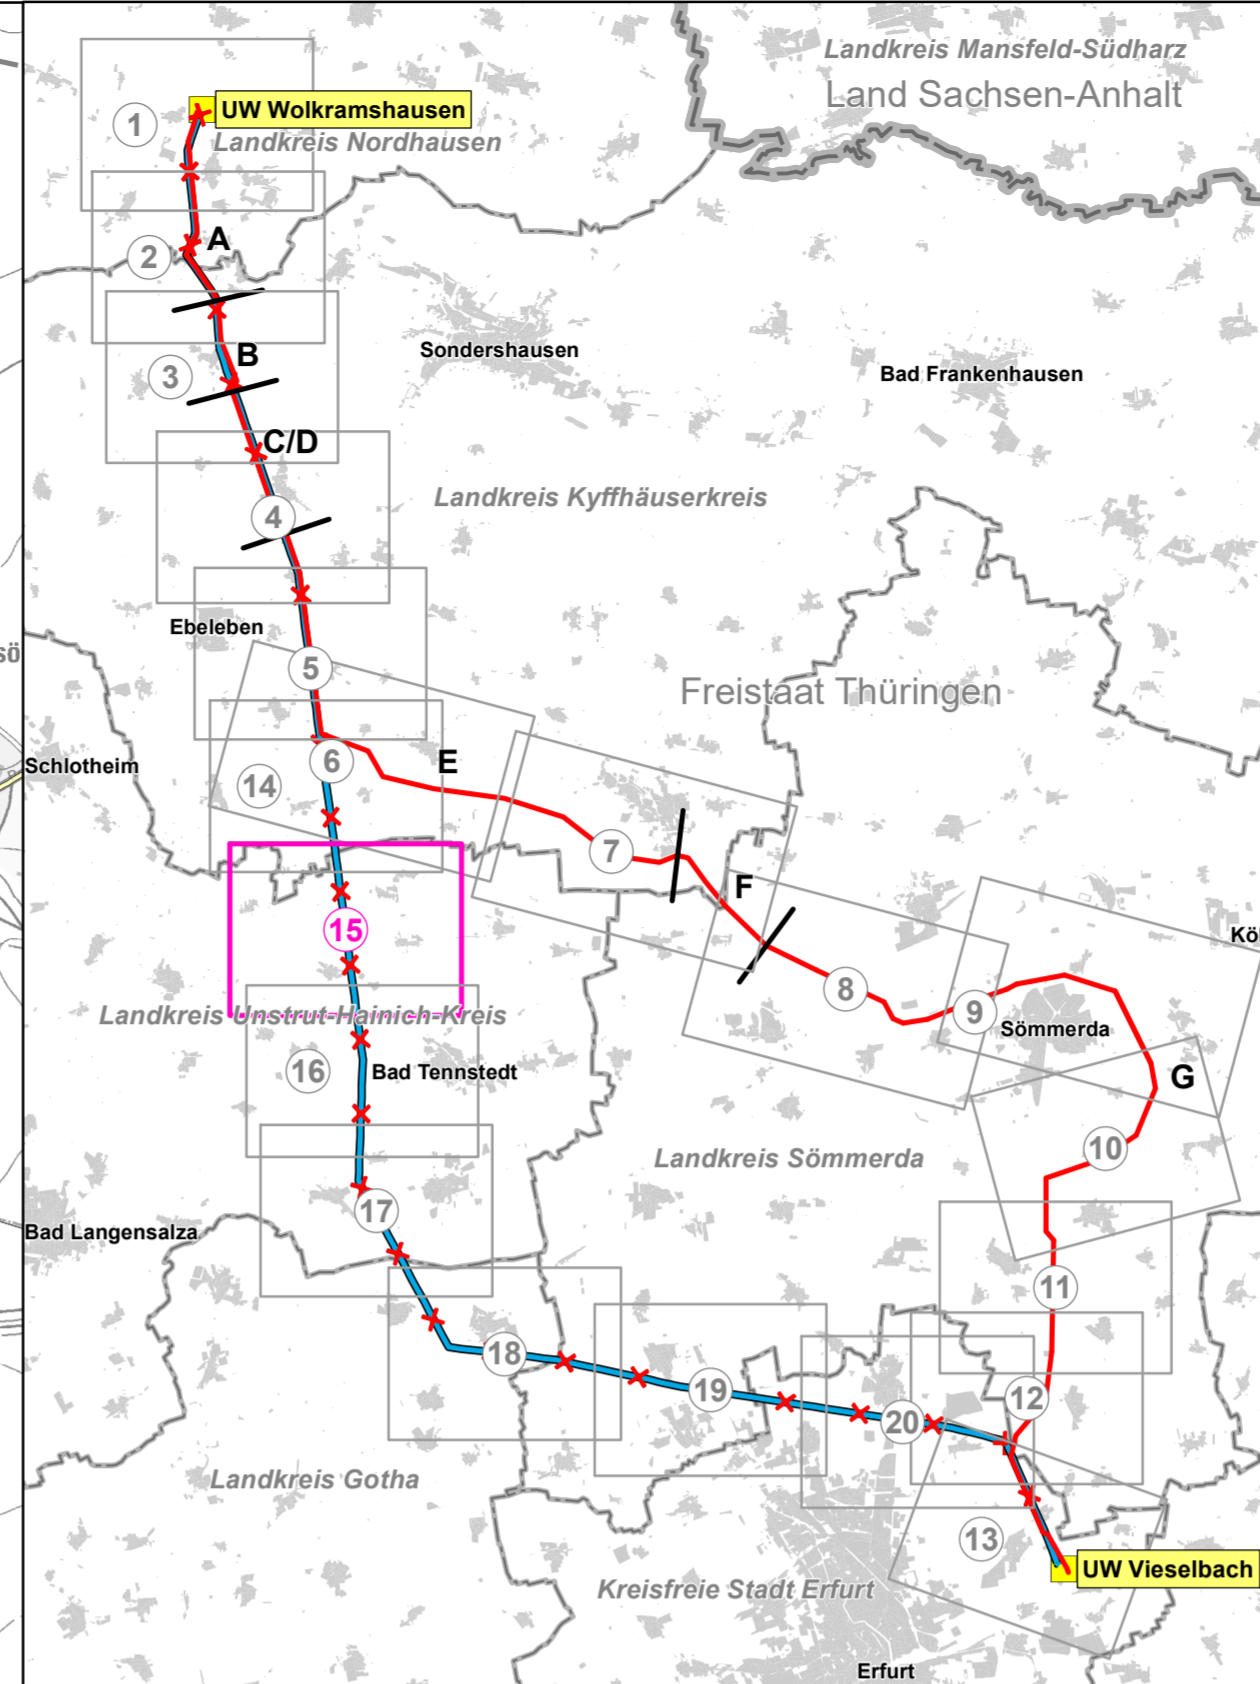 Landkreis Mansfeld-Südharz
Land Sachsen-Anhalt
UW Wolkramshausen
1
Landkreis Nordhausen
A
2
B
Sondershausen
3
Bad Frankenhausen
C/D
Landkreis Kyffhäuserkreis
4
Ebeleben
sö
5
Freistaat Thüringen
6
E
Schlotheim
14
7
F
15
Kö
8
9
Landkreis Unstrut-Hainich-Kreis
Sömmerda
16
Bad Tennstedt
G
10
Landkreis Sömmerda
17
Bad Langensalza
11
18
19
12
20
Landkreis Gotha
13
UW Vieselbach
Kreisfreie Stadt Erfurt
Erfurt